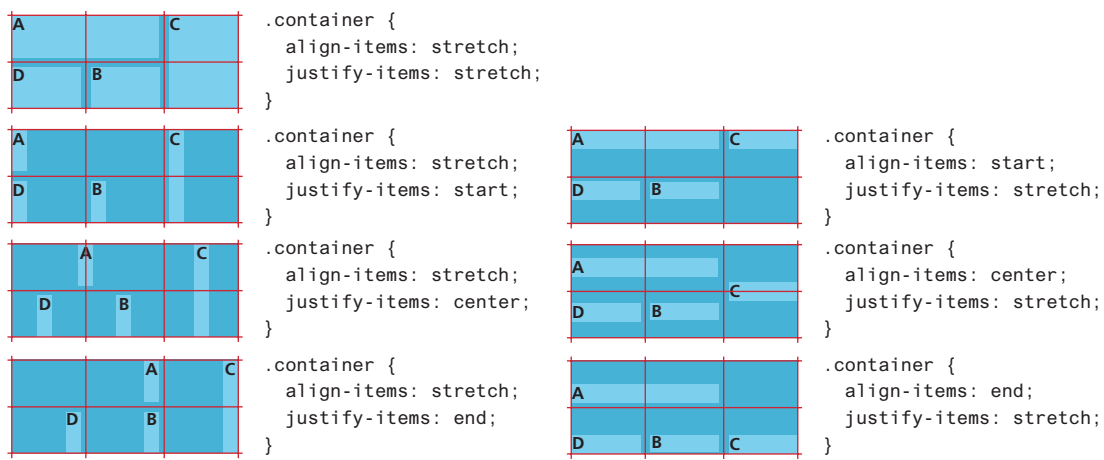 A C
D B
.container {
  align-items: stretch;
  justify-items: stretch;
}
A C
D B
.container {
  align-items: stretch;
  justify-items: start;
}
A C
D B
.container {
  align-items: start;
  justify-items: stretch;
}
A C
D B
.container {
  align-items: stretch;
  justify-items: center;
}
A
C
D B
.container {
  align-items: center;
  justify-items: stretch;
}
A C
D B
.container {
  align-items: stretch;
  justify-items: end;
}
A
D B C
.container {
  align-items: end;
  justify-items: stretch;
}